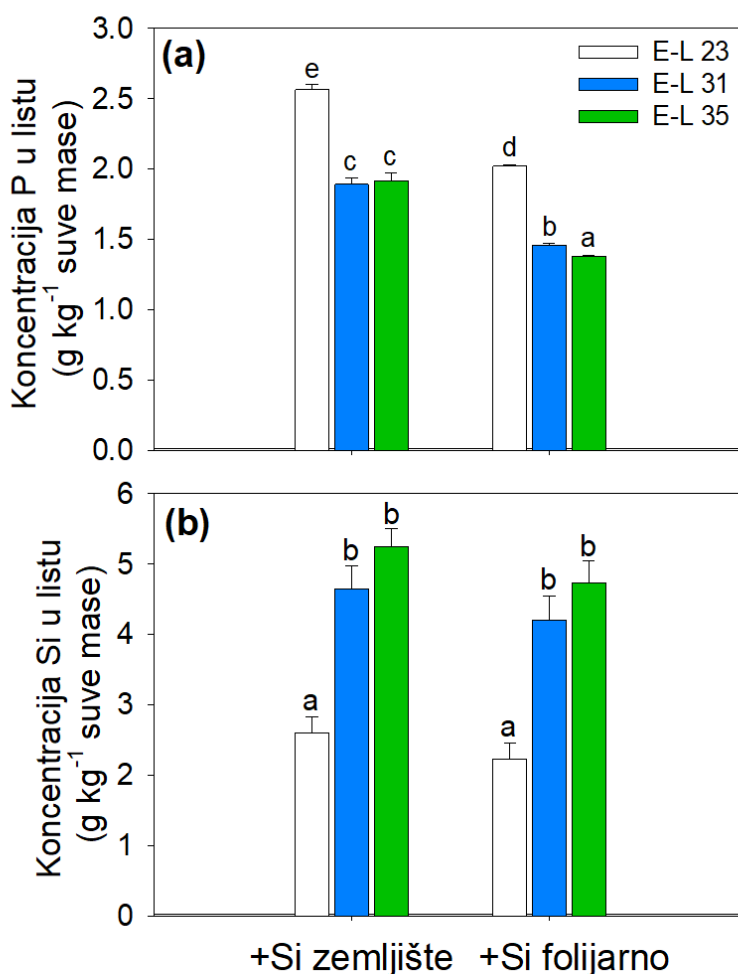 (a)
E-L 23
E-L 31
E-L 35
Koncentracija P u listu
(g kg⁻¹ suve mase)
3.0
2.5
2.0
1.5
1.0
0.5
0.0
e
c
c
d
b
a
(b)
Koncentracija Si u listu
(g kg⁻¹ suve mase)
6
5
4
3
2
1
0
a
b
b
a
b
b
+Si zemljište +Si folijarno